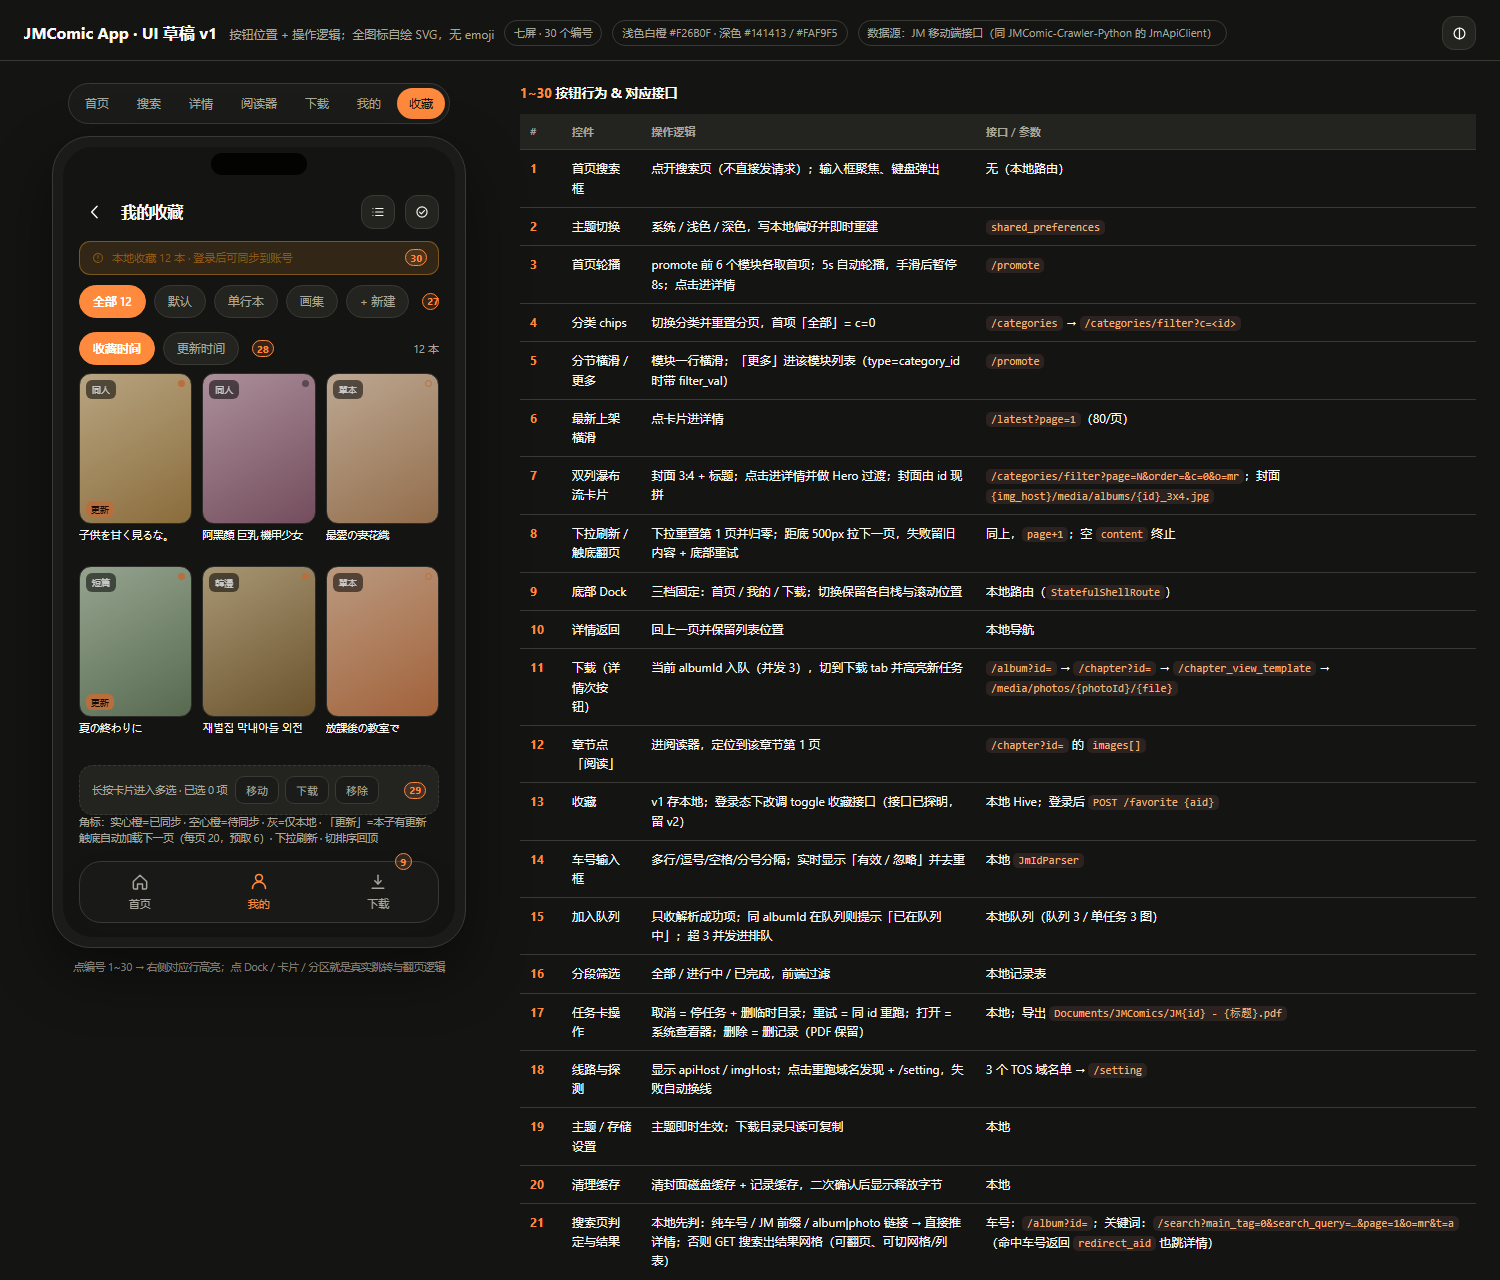 JMComic App · UI 草稿 v1
按钮位置 + 操作逻辑；全图标自绘 SVG，无 emoji
七屏 · 30 个编号
浅色白橙 #F26B0F · 深色 #141413 / #FAF9F5
数据源：JM 移动端接口（同 JMComic-Crawler-Python 的 JmApiClient）
首页
搜索
详情
阅读器
下载
我的
收藏
我的收藏
本地收藏 12 本 · 登录后可同步到账号
30
全部 12
默认
单行本
画集
+ 新建
27
收藏时间
更新时间
28
12 本
同人
更新
子供を甘く見るな。
同人
阿黑顏 巨乳 機甲少女
單本
最愛の妻花織
短篇
更新
夏の終わりに
韩漫
재벌집 막내아들 외전
單本
放課後の教室で
长按卡片进入多选 · 已选 0 项
移动
下载
移除
29
角标：实心橙=已同步 · 空心橙=待同步 · 灰=仅本地 · 「更新」=本子有更新
触底自动加载下一页（每页 20，预取 6）· 下拉刷新 · 切排序回顶
9
首页
我的
下载
点编号 1~30 → 右侧对应行高亮；点 Dock / 卡片 / 分区就是真实跳转与翻页逻辑
1~30 按钮行为 & 对应接口
# 控件 操作逻辑 接口 / 参数
1 首页搜索框 点开搜索页（不直接发请求）；输入框聚焦、键盘弹出 无（本地路由）
2 主题切换 系统 / 浅色 / 深色，写本地偏好并即时重建 shared_preferences
3 首页轮播 promote 前 6 个模块各取首项；5s 自动轮播，手滑后暂停 8s；点击进详情 /promote
4 分类 chips 切换分类并重置分页，首项「全部」= c=0 /categories → /categories/filter?c=<id>
5 分节横滑 / 更多 模块一行横滑；「更多」进该模块列表（type=category_id 时带 filter_val） /promote
6 最新上架横滑 点卡片进详情 /latest?page=1 （80/页）
7 双列瀑布流卡片 封面 3:4 + 标题；点击进详情并做 Hero 过渡；封面由 id 现拼 /categories/filter?page=N&order=&c=0&o=mr ；封面 {img_host}/media/albums/{id}_3x4.jpg
8 下拉刷新 / 触底翻页 下拉重置第 1 页并归零；距底 500px 拉下一页，失败留旧内容 + 底部重试 同上，page+1 ；空 content 终止
9 底部 Dock 三档固定：首页 / 我的 / 下载；切换保留各自栈与滚动位置 本地路由（StatefulShellRoute）
10 详情返回 回上一页并保留列表位置 本地导航
11 下载（详情次按钮） 当前 albumId 入队（并发 3），切到下载 tab 并高亮新任务 /album?id= → /chapter?id= → /chapter_view_template → /media/photos/{photoId}/{file}
12 章节点「阅读」 进阅读器，定位到该章节第 1 页 /chapter?id= 的 images[]
13 收藏 v1 存本地；登录态下改调 toggle 收藏接口（接口已探明，留 v2） 本地 Hive；登录后 POST /favorite {aid}
14 车号输入框 多行/逗号/空格/分号分隔；实时显示「有效 / 忽略」并去重 本地 JmIdParser
15 加入队列 只收解析成功项；同 albumId 在队列则提示「已在队列中」；超 3 并发进排队 本地队列（队列 3 / 单任务 3 图）
16 分段筛选 全部 / 进行中 / 已完成，前端过滤 本地记录表
17 任务卡操作 取消 = 停任务 + 删临时目录；重试 = 同 id 重跑；打开 = 系统查看器；删除 = 删记录（PDF 保留） 本地；导出 Documents/JMComics/JM{id} - {标题}.pdf
18 线路与探测 显示 apiHost / imgHost；点击重跑域名发现 + /setting，失败自动换线 3 个 TOS 域名单 → /setting
19 主题 / 存储设置 主题即时生效；下载目录只读可复制 本地
20 清理缓存 清封面磁盘缓存 + 记录缓存，二次确认后显示释放字节 本地
21 搜索页判定与结果 本地先判：纯车号 / JM 前缀 / album|photo 链接 → 直接推详情；否则 GET 搜索出结果网格（可翻页、可切网格/列表） 车号：/album?id= ；关键词：/search?main_tag=0&search_query=…&page=1&o=mr&t=a （命中车号返回 redirect_aid 也跳详情）